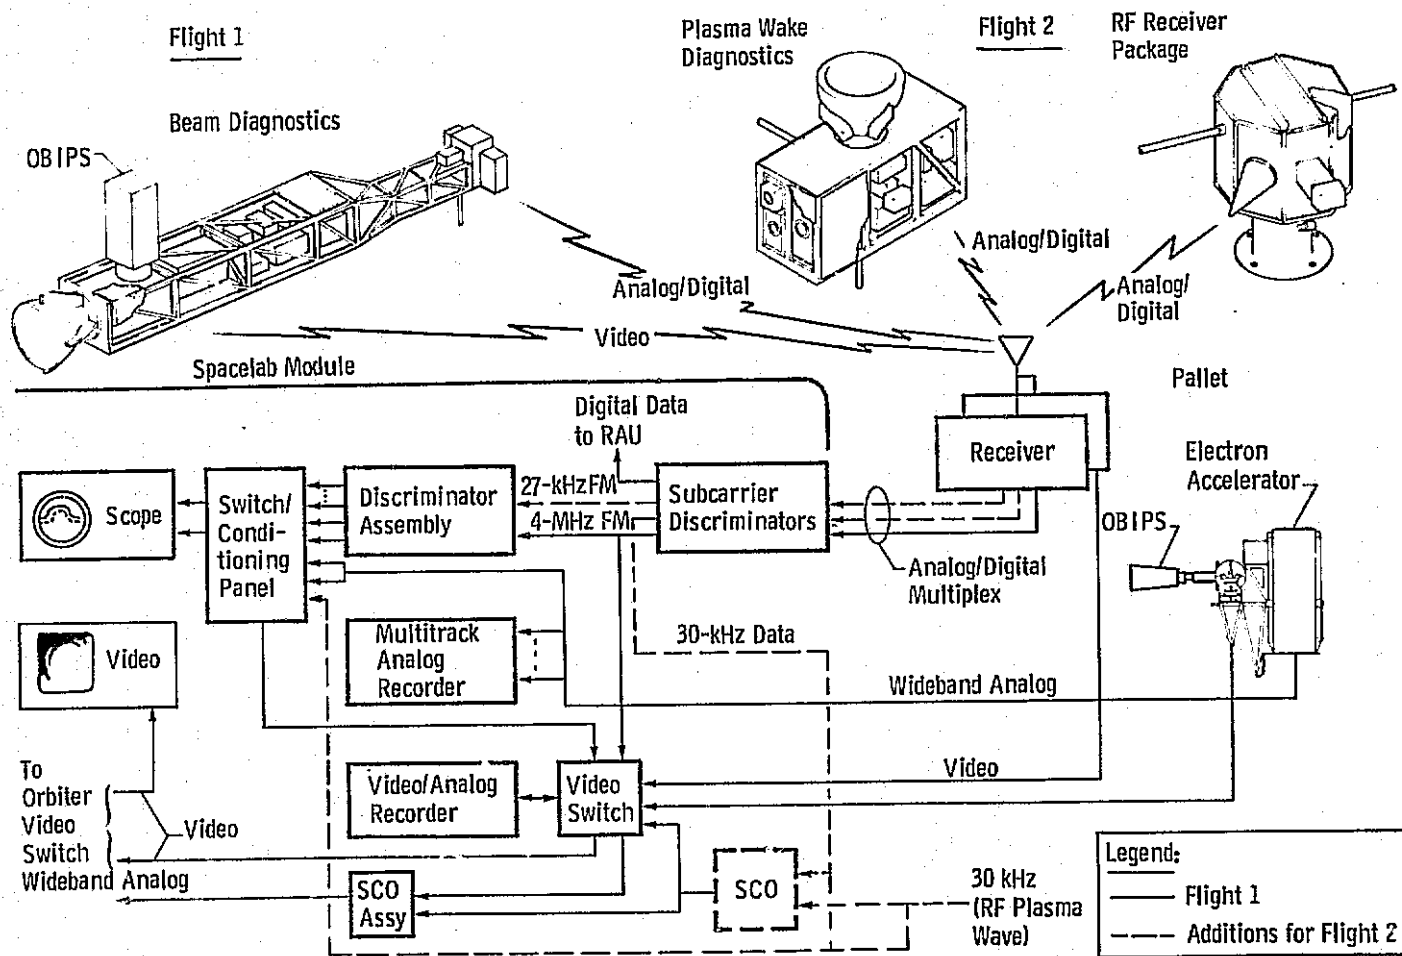 Flight 1
Plasma Wake
Diagnostics
Flight 2
RF Receiver
Package
Beam Diagnostics
OBIPS
Analog/Digital
Analog/
Digital
Analog/Digital
Video
Spacelab Module
Pallet
Digital Data
to RAU
Receiver
Electron
Accelerator
Scope
Switch/
Condi-
tioning
Panel
Discriminator
Assembly
27-kHz FM
4-MHz FM
Subcarrier
Discriminators
OBIPS
Analog/Digital
Multiplex
Video
Multitrack
Analog
Recorder
30-kHz Data
Wideband Analog
To
Orbiter
Video
Switch
Video
Wideband Analog
Video/Analog
Recorder
Video
Switch
Video
SCO
Assy
SCO
30 kHz
(RF Plasma
Wave)
Legend:
Flight 1
Additions for Flight 2